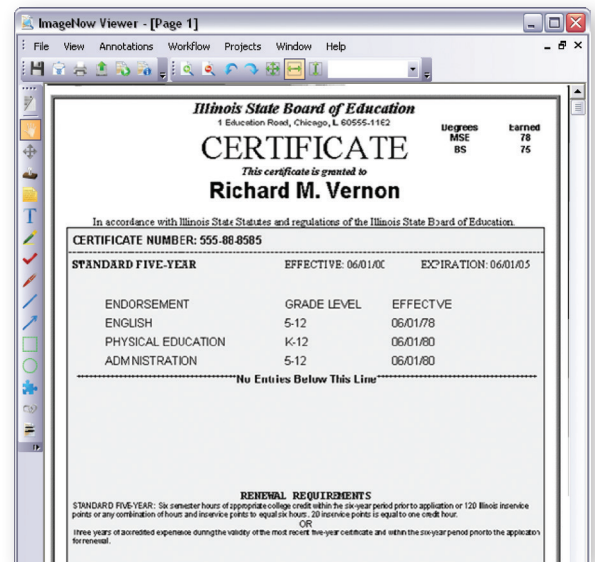 ImageNow Viewer - [Page 1]
File View Annotations Workflow Projects Window Help
Illinois State Board of Education
1 Education Road, Chicago, L 60555-1162
Degrees Earned
MSE 78
BS 75
CERTIFICATE
This certificate is granted to
Richard M. Vernon
In accordance with Illinois State Statutes and regulations of the Illinois State Board of Education.
CERTIFICATE NUMBER: 555-88-8585
STANDARD FIVE-YEAR EFFECTIVE: 06/01/00 EXPIRATION: 06/01/05
ENDORSEMENT GRADE LEVEL EFFECTVE
ENGLISH 5-12 06/01/78
PHYSICAL EDUCATION K-12 06/01/80
ADM NISTRATION 5-12 06/01/80
No Entries Below This Line
RENEWAL REQUIREMENTS
STANDARD FIVE-YEAR: Six semester hours of appropriate college credit within the six-year period prior to application or 120 Illinois inservice
points or any combination of hours and inservice points to equal six hours. 20 inservice points is equal to one credit hour.
OR
Three years of accredited experience during the validity of the most recent five-year certificate and within the six-year period prior to the application
for renewal.